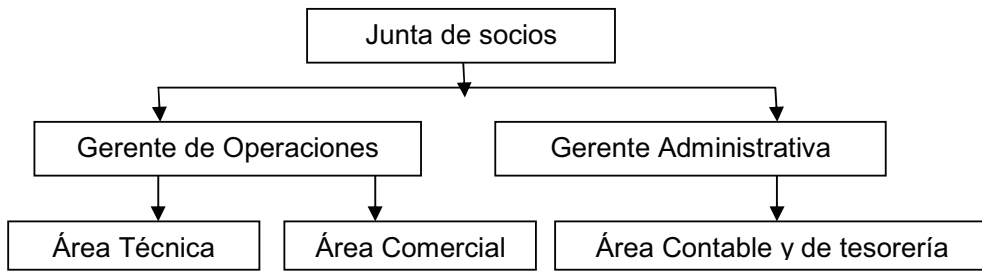 Junta de socios
Gerente de Operaciones
Gerente Administrativa
Área Técnica
Área Comercial
Área Contable y de tesorería